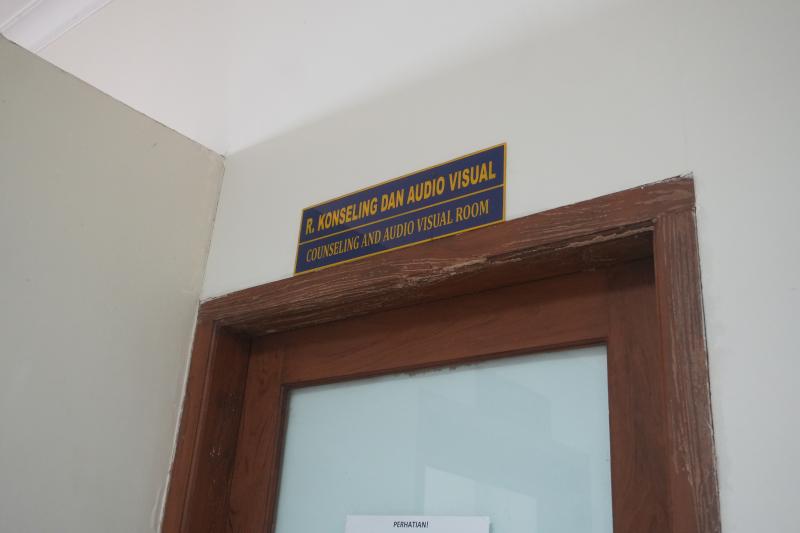 R. KONSELING DAN AUDIO VISUAL
COUNSELING AND AUDIO VISUAL ROOM
PERHATIAN!